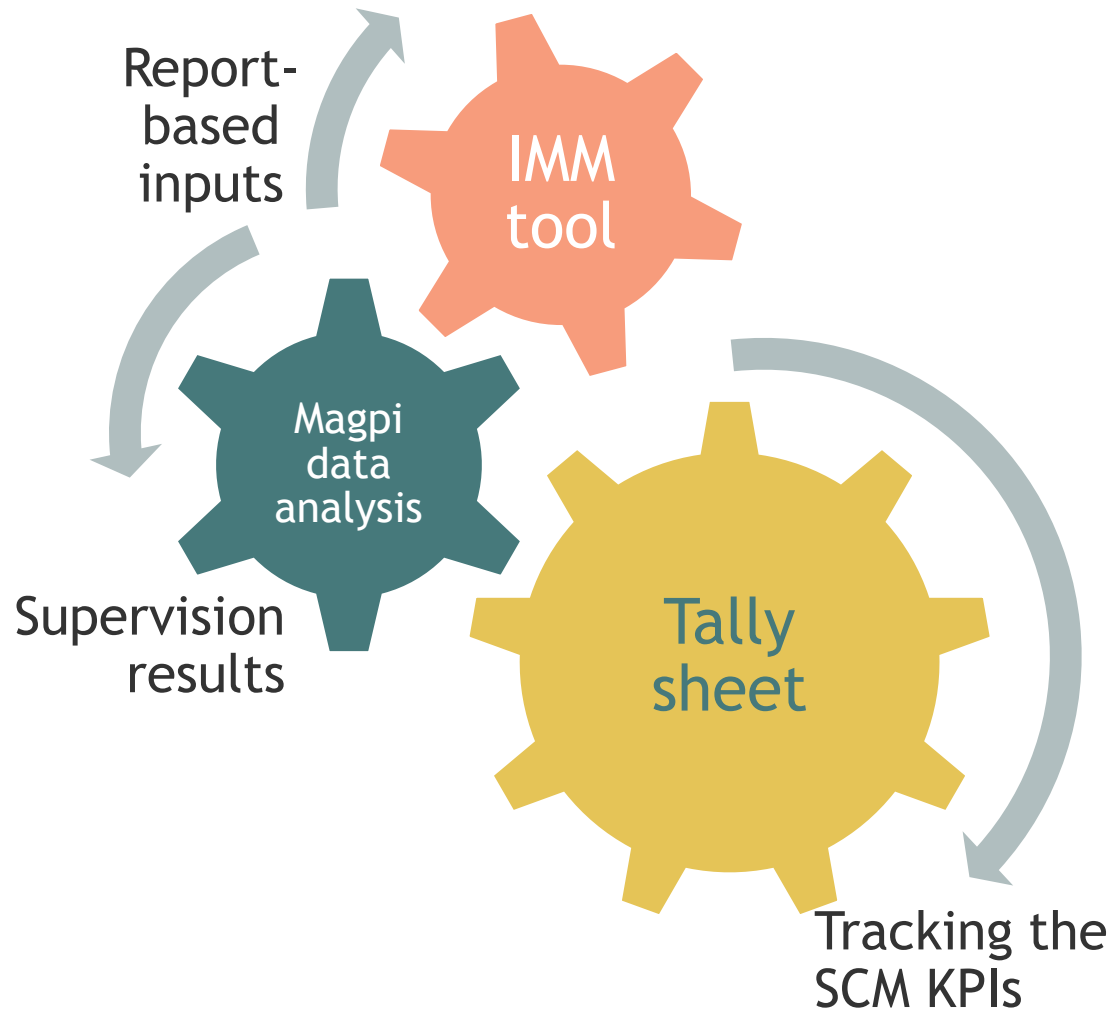 Report-
based
inputs
IMM
tool
Magpi
data
analysis
Supervision
results
Tally
sheet
Tracking the
SCM KPIs